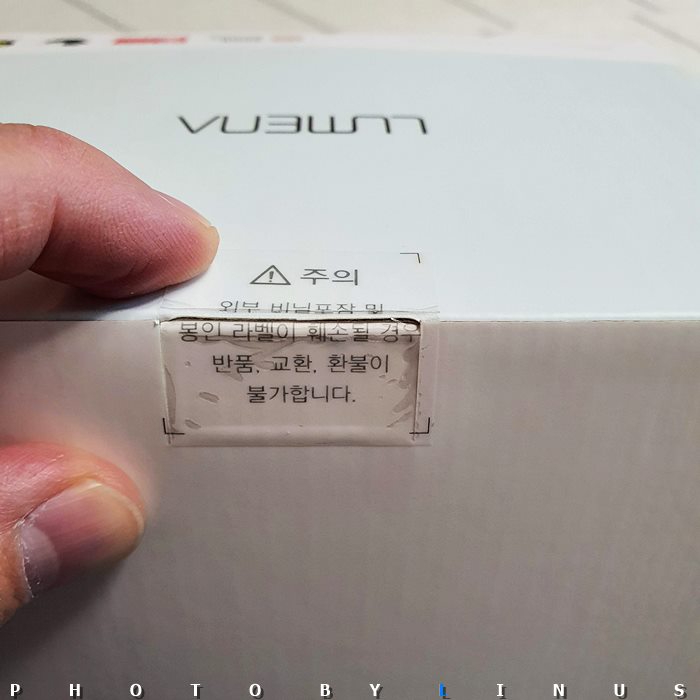 LUMENA
⚠ 주의
외부 비닐포장 및
봉인 라벨이 훼손될 경우
반품, 교환, 환불이
불가합니다.
PHOTO BY LINUS